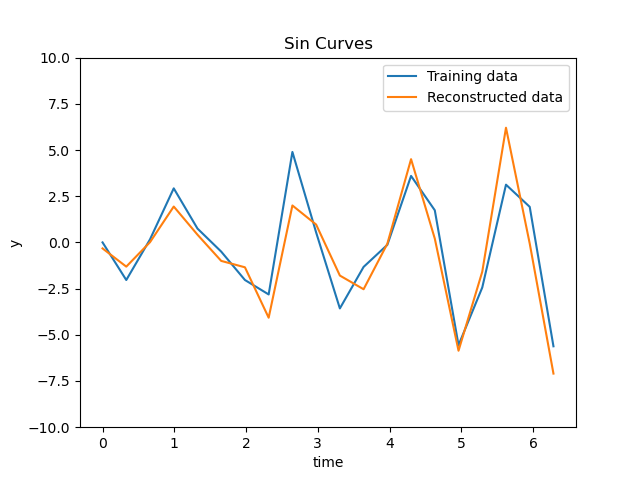 Sin Curves
Training data
Reconstructed data
10.0
7.5
5.0
2.5
0.0
−2.5
−5.0
−7.5
−10.0
y
0 1 2 3 4 5 6
time